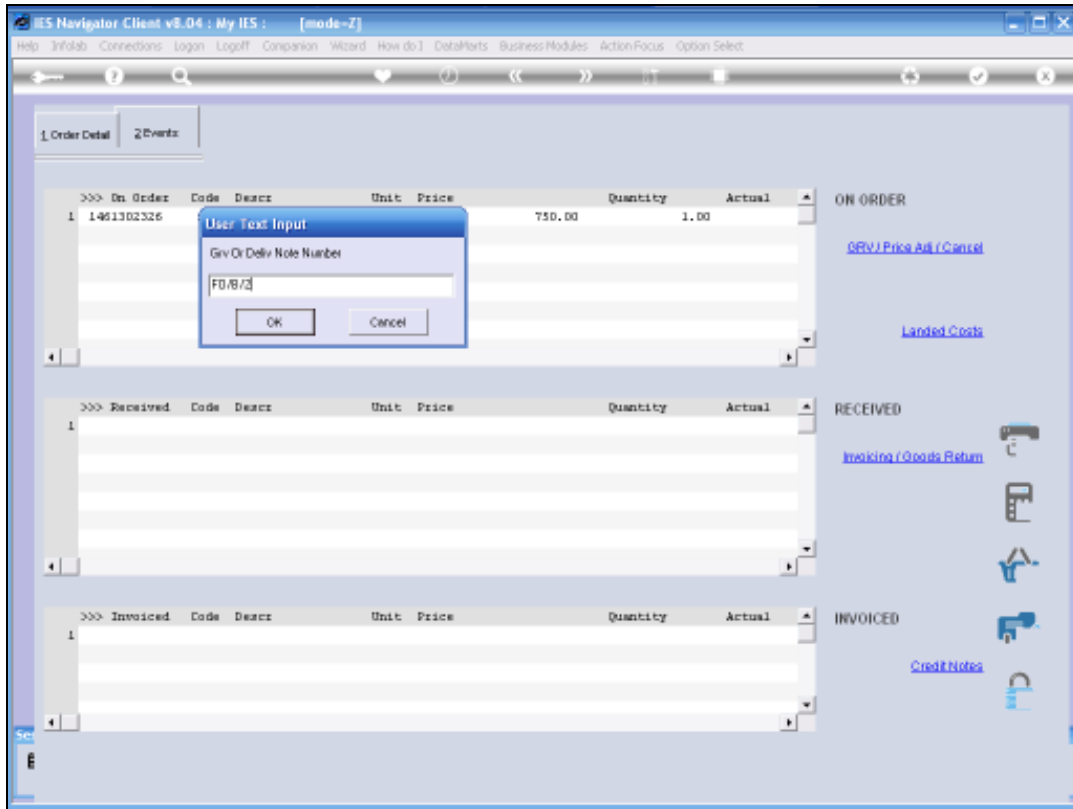 IES Navigator Client v8.04 : My IES : [mode=Z]
Help Infolab Connections Logon Logoff Companion Wizard How do I DataMarts Business Modules Action Focus Option Select
1 Order Detail 2 Events
>>> On Order Code Descr Unit Price Quantity Actual
ON ORDER
1 1461302326 750.00 1.00
User Text Input
Grv Or Deliv Note Number
GRV / Price Adj / Cancel
OK Cancel
Landed Costs
>>> Received Code Descr Unit Price Quantity Actual
RECEIVED
1
Invoicing / Goods Return
>>> Invoiced Code Descr Unit Price Quantity Actual
INVOICED
1
Credit Notes